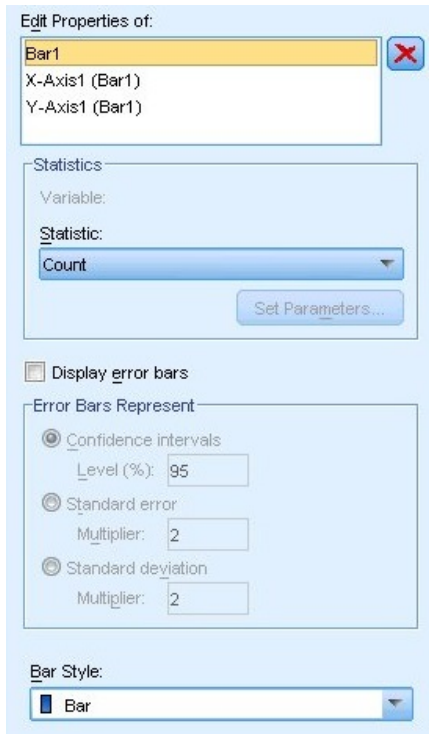 Edit Properties of:
Bar1
X-Axis1 (Bar1)
Y-Axis1 (Bar1)
Statistics
Variable:
Statistic:
Count
Set Parameters...
Display error bars
Error Bars Represent
Confidence intervals
Level (%): 95
Standard error
Multiplier: 2
Standard deviation
Multiplier: 2
Bar Style:
Bar